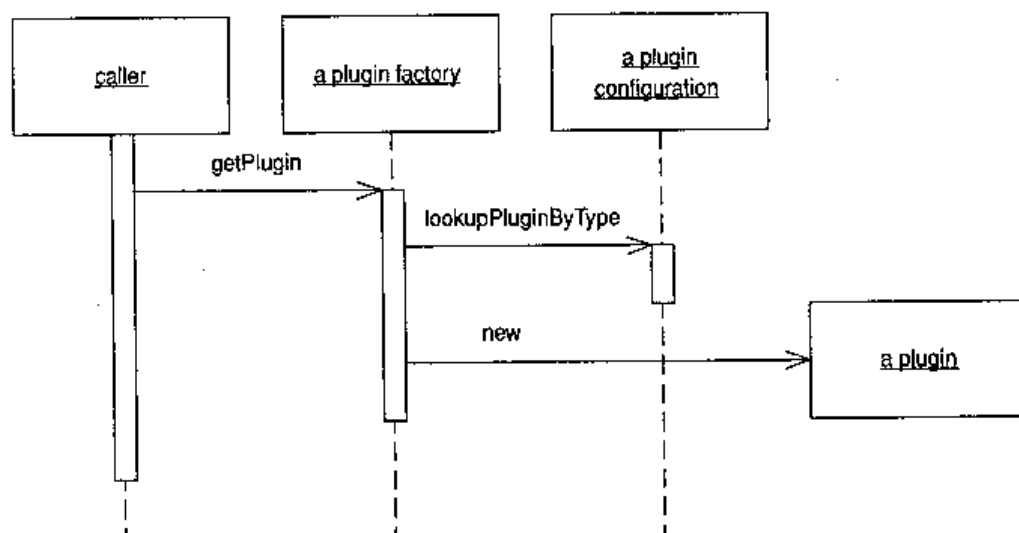 caller
a plugin factory
a plugin
configuration
getPlugin
lookupPluginByType
new
a plugin